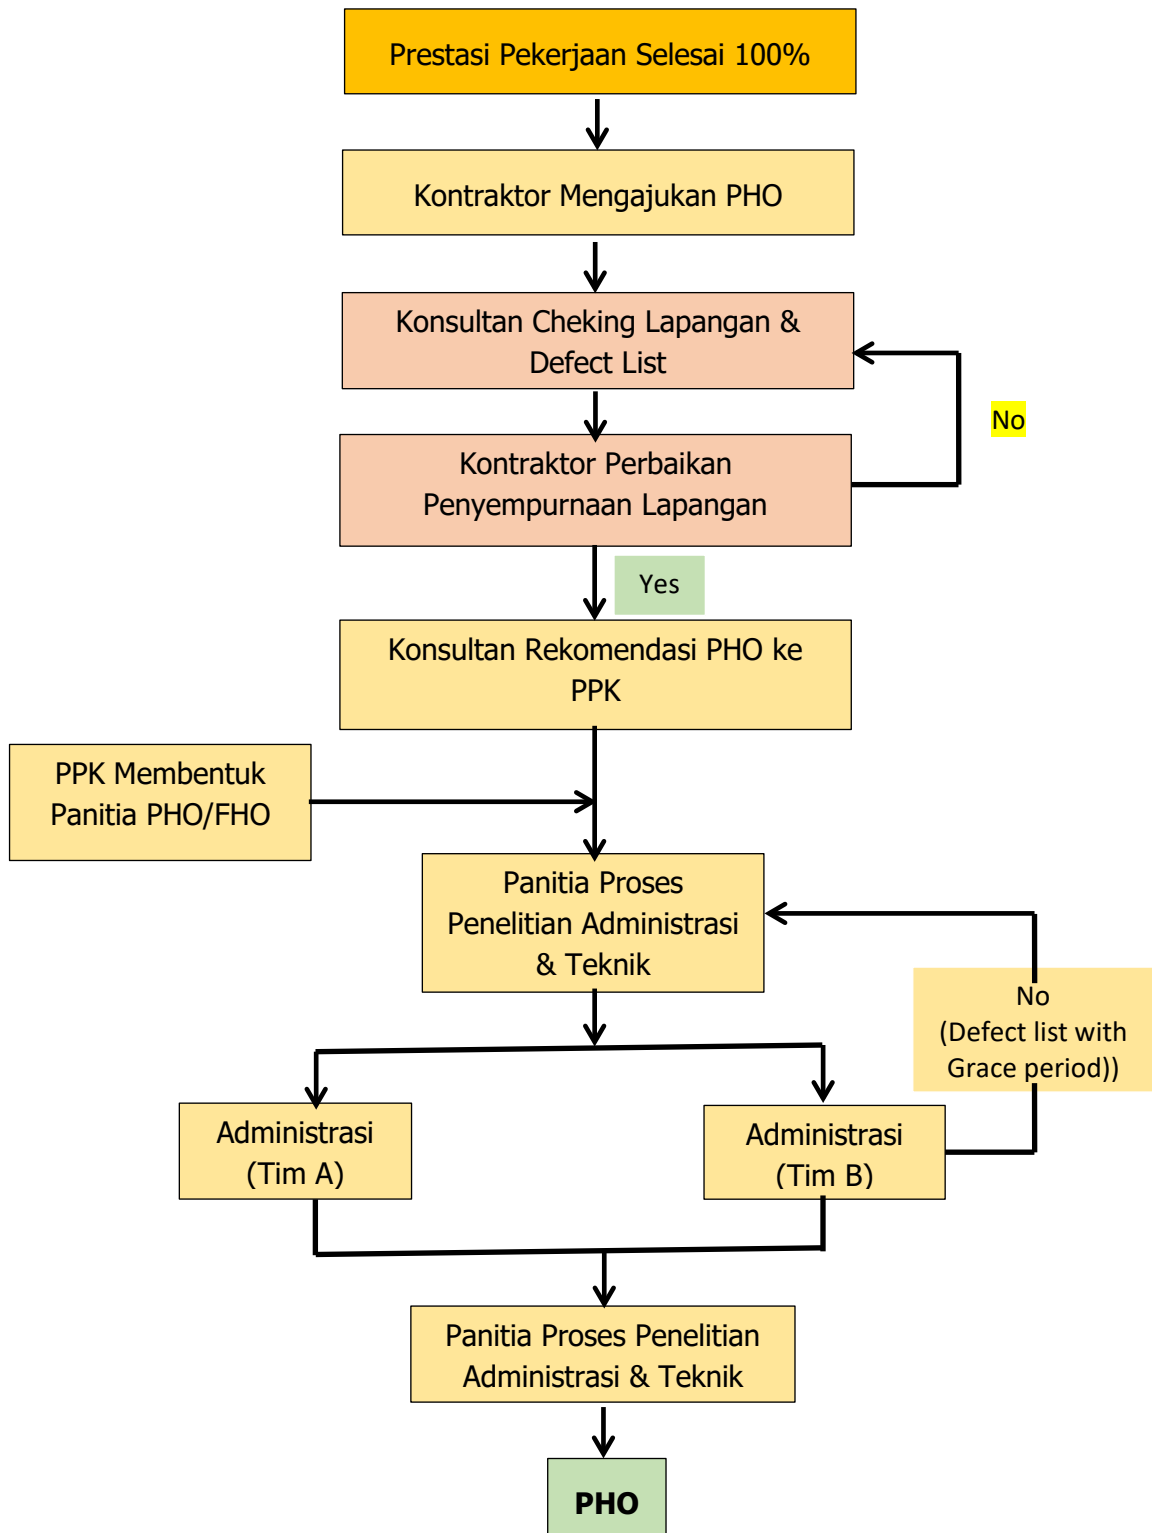 Prestasi Pekerjaan Selesai 100%
Kontraktor Mengajukan PHO
Konsultan Cheking Lapangan &
Defect List
No
Kontraktor Perbaikan
Penyempurnaan Lapangan
Yes
Konsultan Rekomendasi PHO ke
PPK
PPK Membentuk
Panitia PHO/FHO
Panitia Proses
Penelitian Administrasi
& Teknik
No
(Defect list with
Grace period))
Administrasi
(Tim A)
Administrasi
(Tim B)
Panitia Proses Penelitian
Administrasi & Teknik
PHO